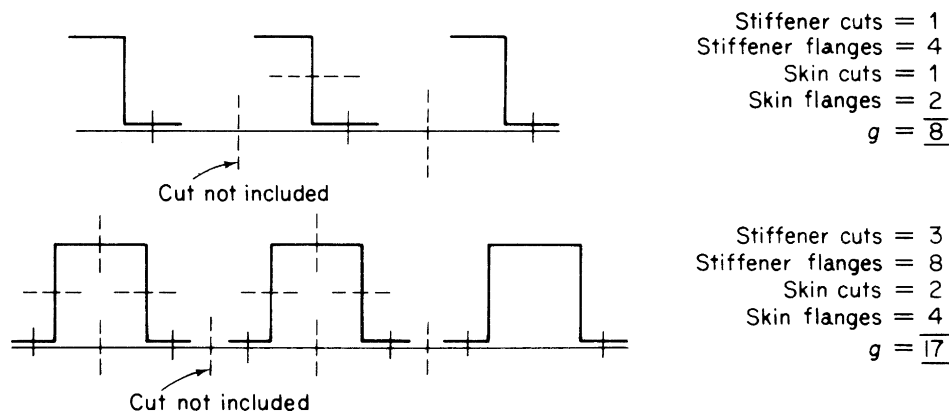 Stiffener cuts = 1
Stiffener flanges = 4
Skin cuts = 1
Skin flanges = 2
g = 8
Cut not included
Stiffener cuts = 3
Stiffener flanges = 8
Skin cuts = 2
Skin flanges = 4
g = 17
Cut not included